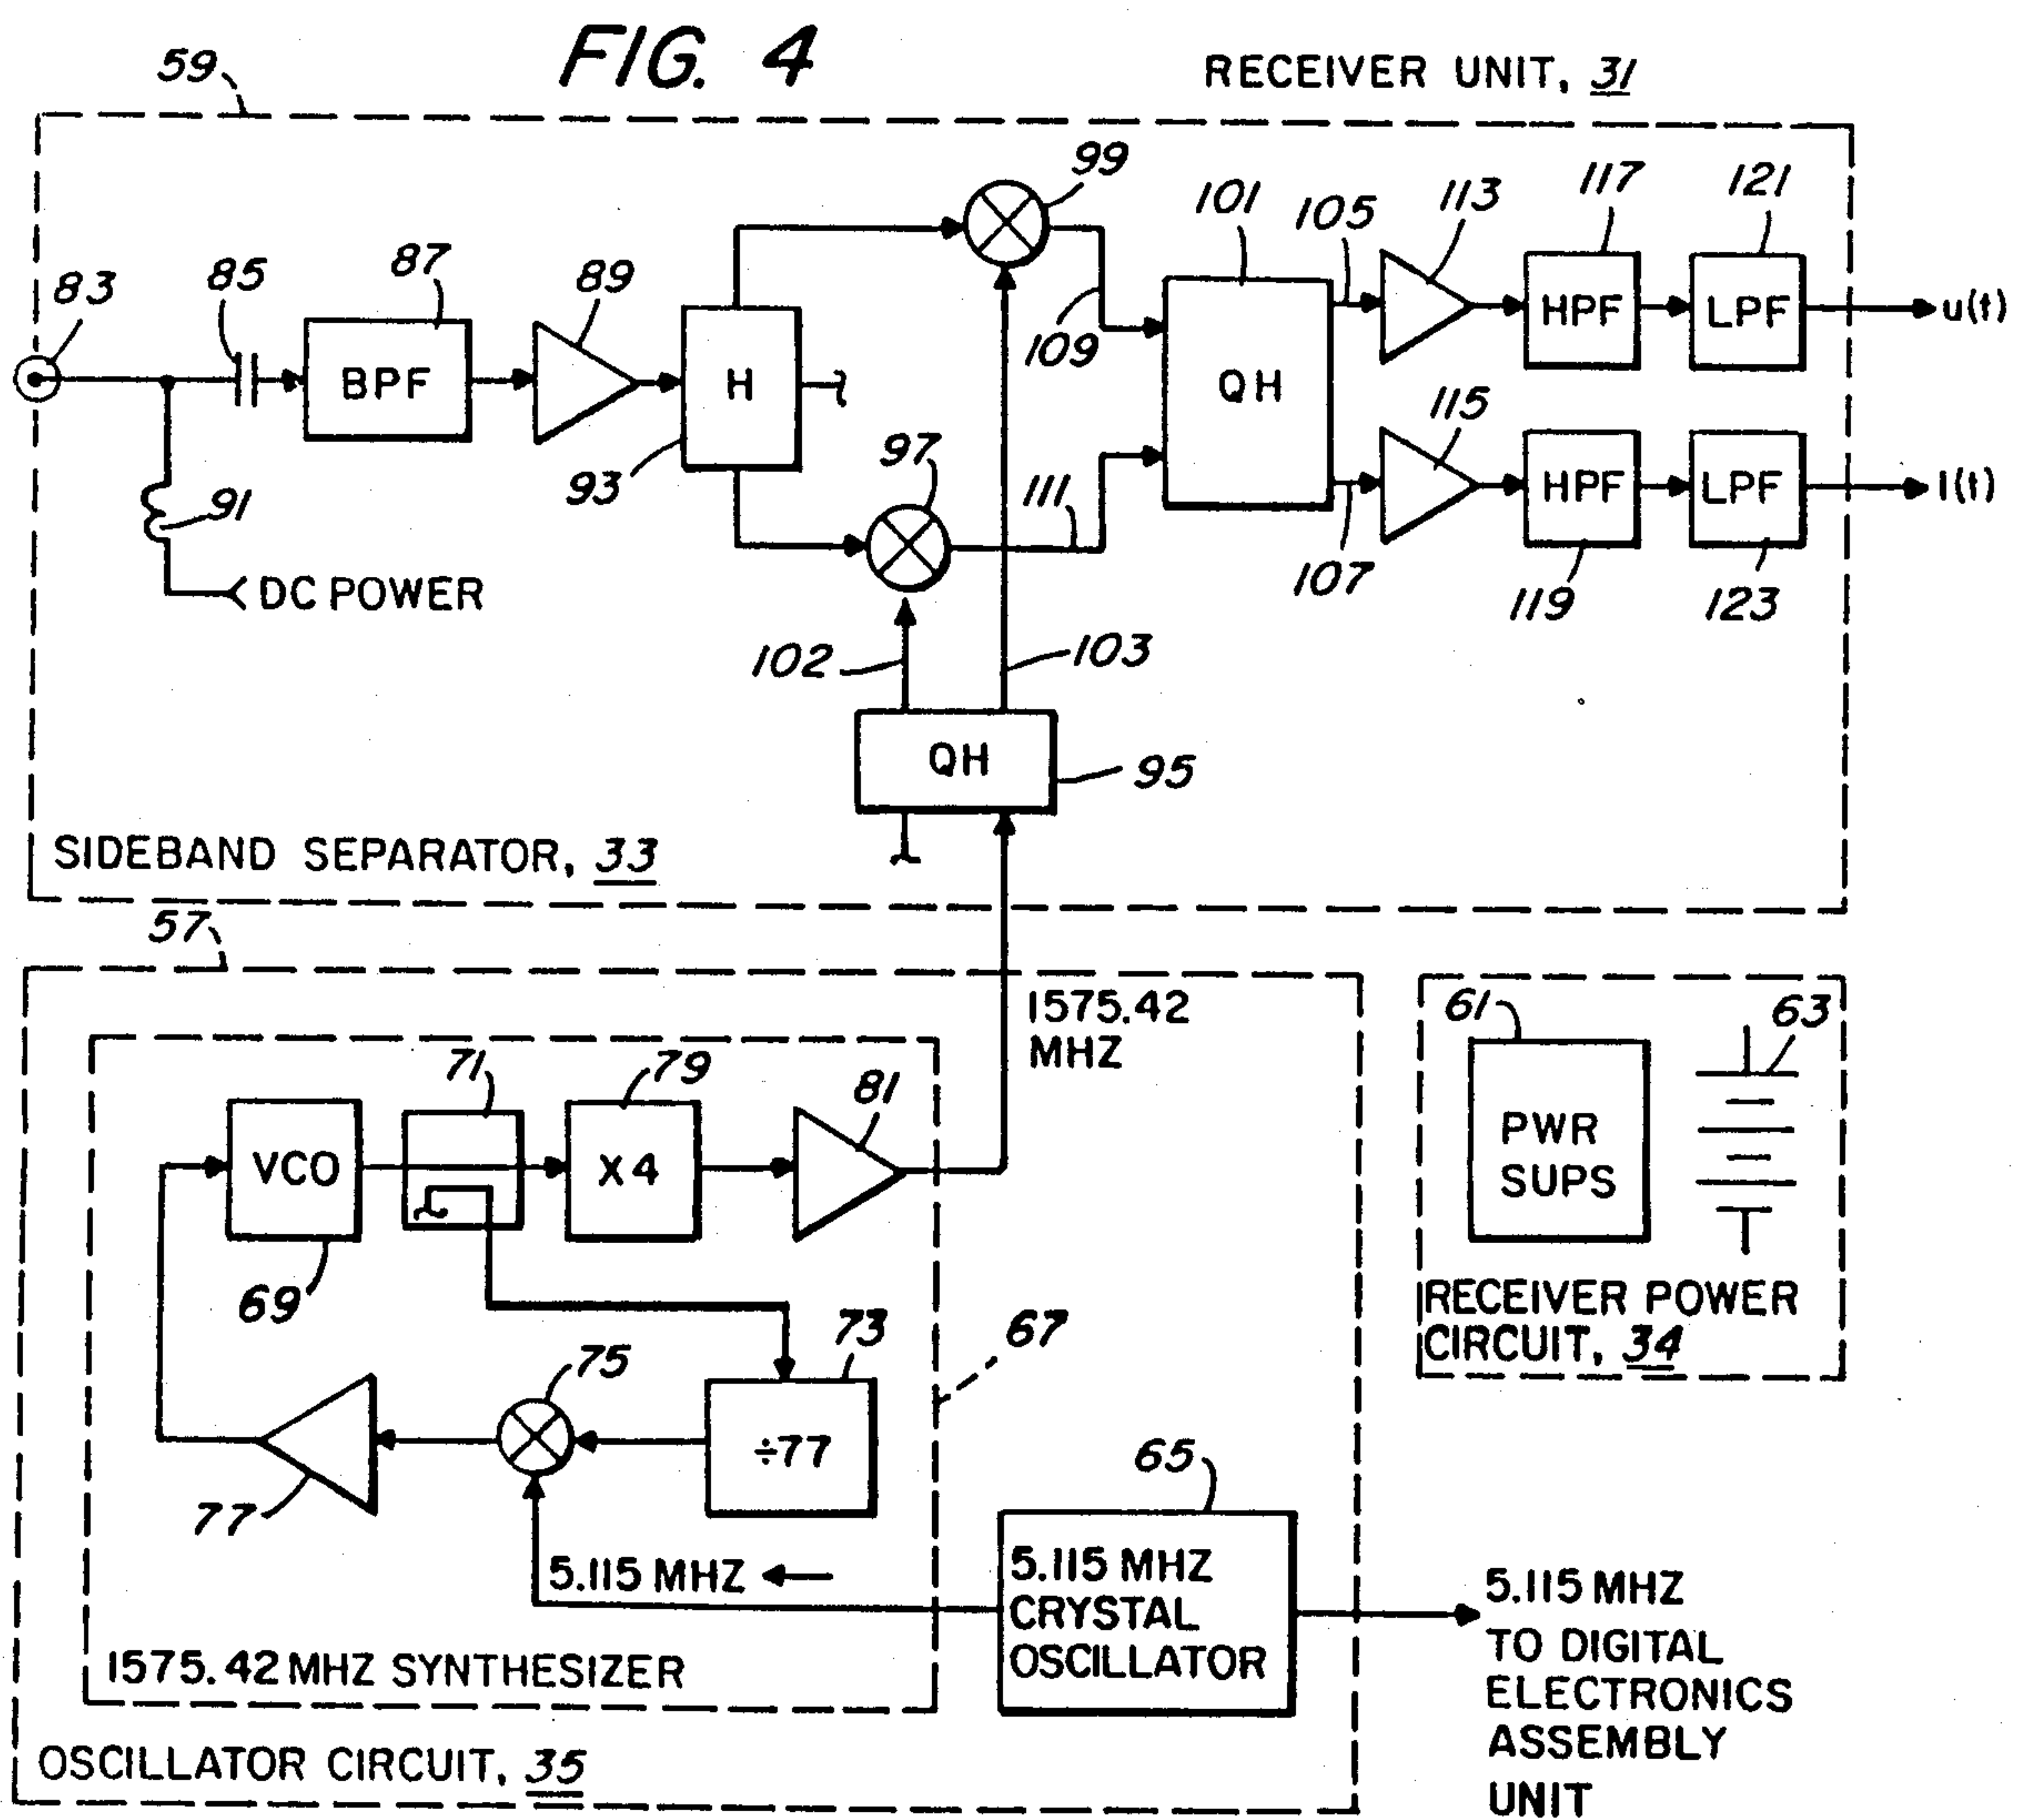 FIG. 4
RECEIVER UNIT, 31
59
83
85
87
BPF
89
H
93
91
DC POWER
99
97
109
111
101
QH
105
107
113
115
117
HPF
121
LPF
u(t)
HPF
119
LPF
123
l(t)
102
103
QH
95
SIDEBAND SEPARATOR, 33
57
1575.42
MHZ
71
79
81
VCO
X4
69
73
÷77
75
77
67
5.115 MHZ
1575.42 MHZ SYNTHESIZER
65
5.115 MHZ
CRYSTAL
OSCILLATOR
OSCILLATOR CIRCUIT, 35
61
63
PWR
SUPS
RECEIVER POWER
CIRCUIT, 34
5.115 MHZ
TO DIGITAL
ELECTRONICS
ASSEMBLY
UNIT